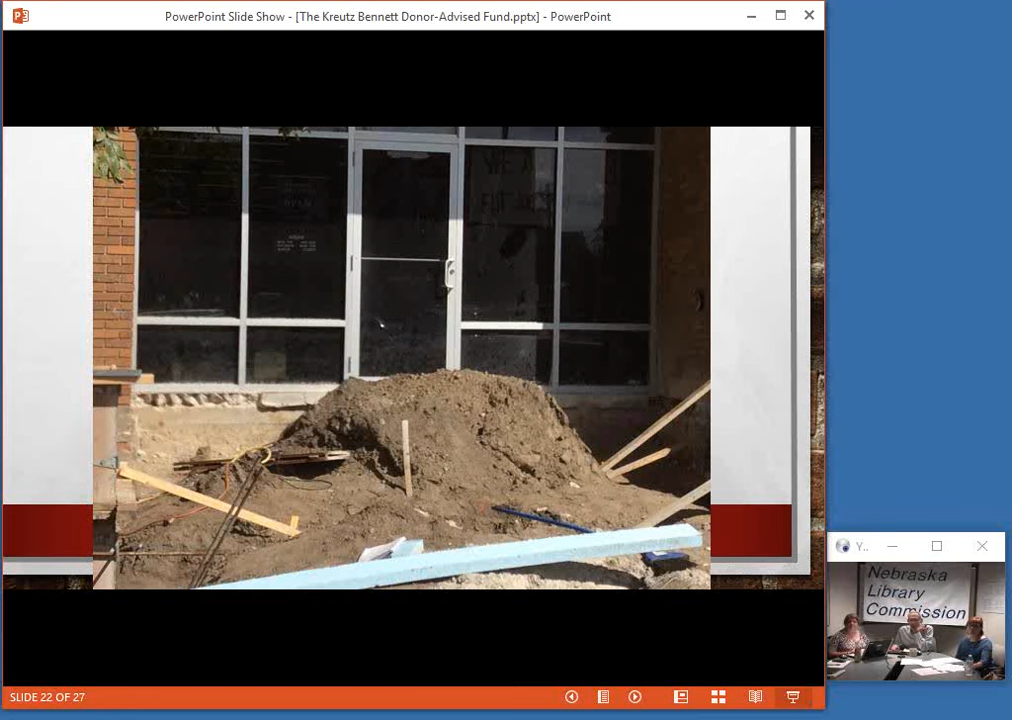 PowerPoint Slide Show - [The Kreutz Bennett Donor-Advised Fund.pptx] - PowerPoint
Y..
Nebraska
Library
Commission
SLIDE 22 OF 27